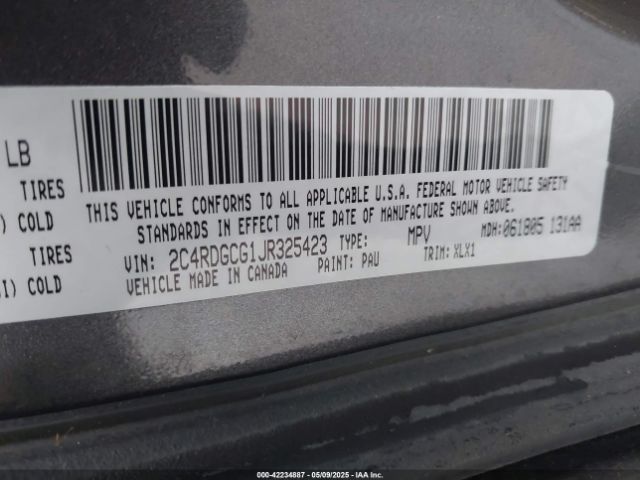 LB
TIRES
) COLD
TIRES
I) COLD
THIS VEHICLE CONFORMS TO ALL APPLICABLE U.S.A. FEDERAL MOTOR VEHICLE SAFETY
STANDARDS IN EFFECT ON THE DATE OF MANUFACTURE SHOWN ABOVE.
VIN: 2C4RDGCG1JR325423 TYPE: MPV MDH:061805 131AA
VEHICLE MADE IN CANADA PAINT: PAU TRIM: XLX1
000-42234887 | 05/09/2025 | IAAI.COM